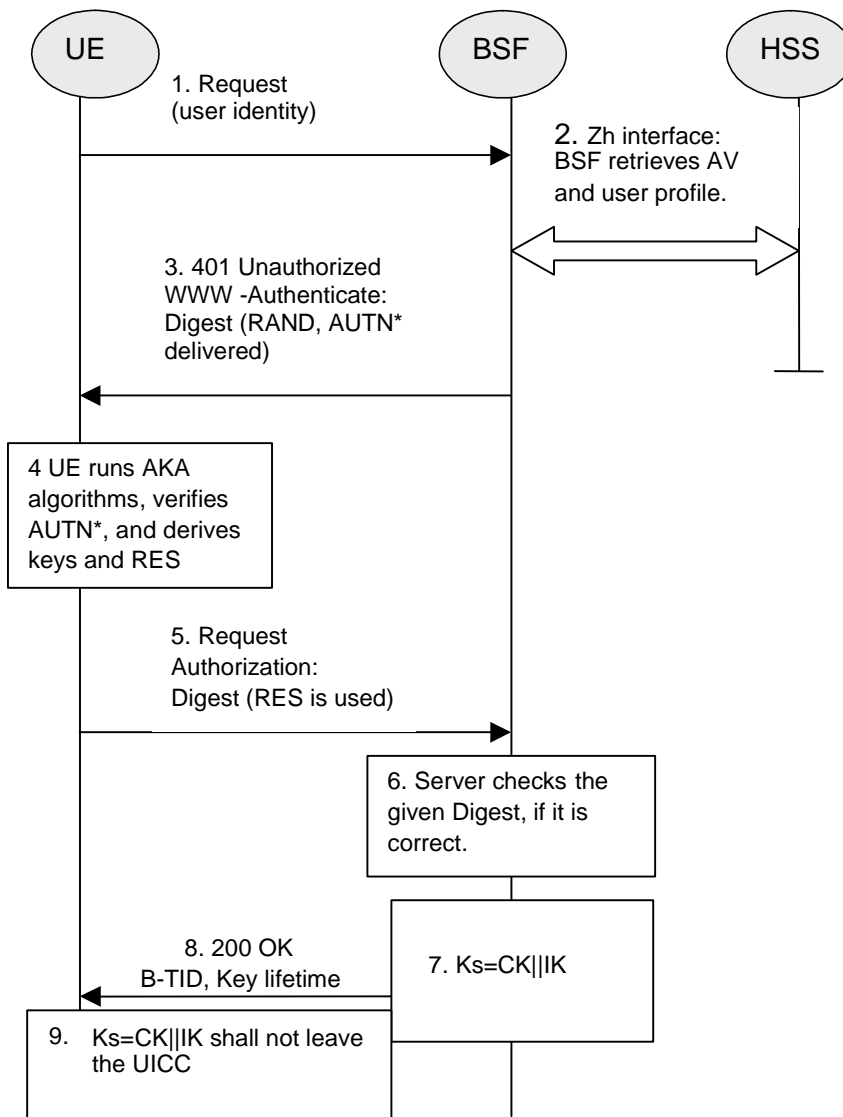 UE
BSF
HSS
1. Request
(user identity)
2. Zh interface:
BSF retrieves AV
and user profile.
3. 401 Unauthorized
WWW -Authenticate:
Digest (RAND, AUTN*
delivered)
4 UE runs AKA
algorithms, verifies
AUTN*, and derives
keys and RES
5. Request
Authorization:
Digest (RES is used)
6. Server checks the
given Digest, if it is
correct.
7. Ks=CK||IK
8. 200 OK
B-TID, Key lifetime
9. Ks=CK||IK shall not leave
the UICC